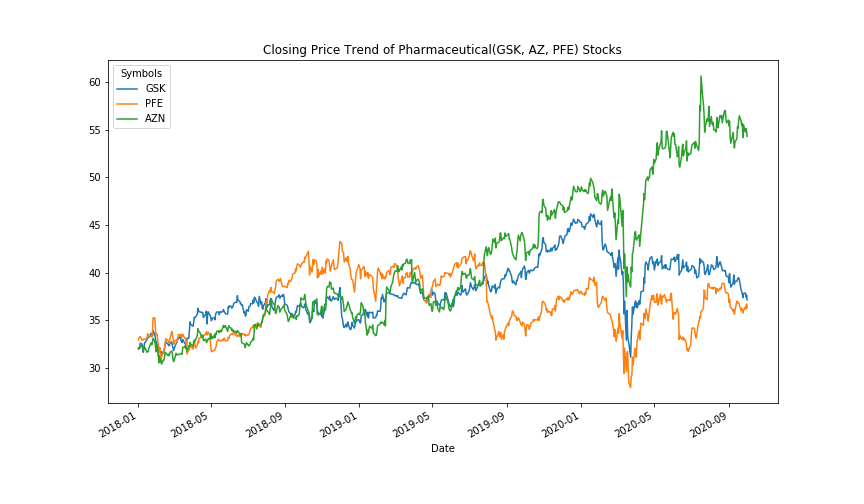 Closing Price Trend of Pharmaceutical(GSK, AZ, PFE) Stocks
Symbols
GSK
PFE
AZN
60
55
50
45
40
35
30
2018-01
2018-05
2018-09
2019-01
2019-05
2019-09
2020-01
2020-05
2020-09
Date